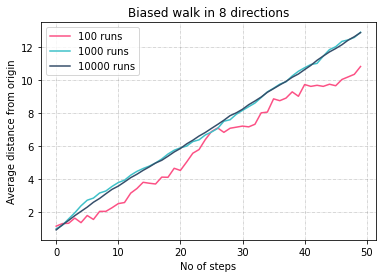 Biased walk in 8 directions
100 runs
1000 runs
10000 runs
Average distance from origin
12
10
8
6
4
2
0 10 20 30 40 50
No of steps